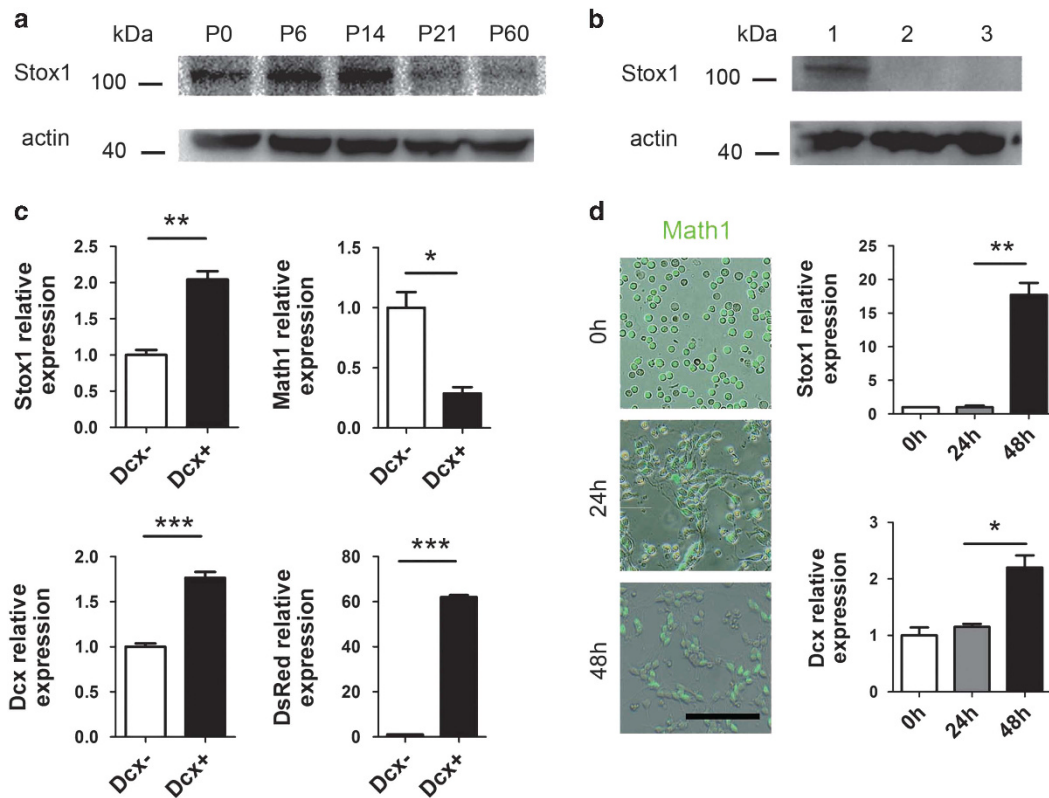 a
kDa P0 P6 P14 P21 P60
Stox1 100
actin 40
b
kDa 1 2 3
Stox1 100
actin 40
c
**
Stox1 relative
expression
2.5
2.0
1.5
1.0
0.5
0.0
Dcx- Dcx+
*
Math1 relative
expression
1.5
1.0
0.5
0.0
Dcx- Dcx+
***
Dcx relative
expression
2.0
1.5
1.0
0.5
0.0
Dcx- Dcx+
***
DsRed relative
expression
80
60
40
20
0
Dcx- Dcx+
d
Math1
0h
24h
48h
**
Stox1 relative
expression
25
20
15
10
5
0
0h 24h 48h
*
Dcx relative
expression
3
2
1
0
0h 24h 48h